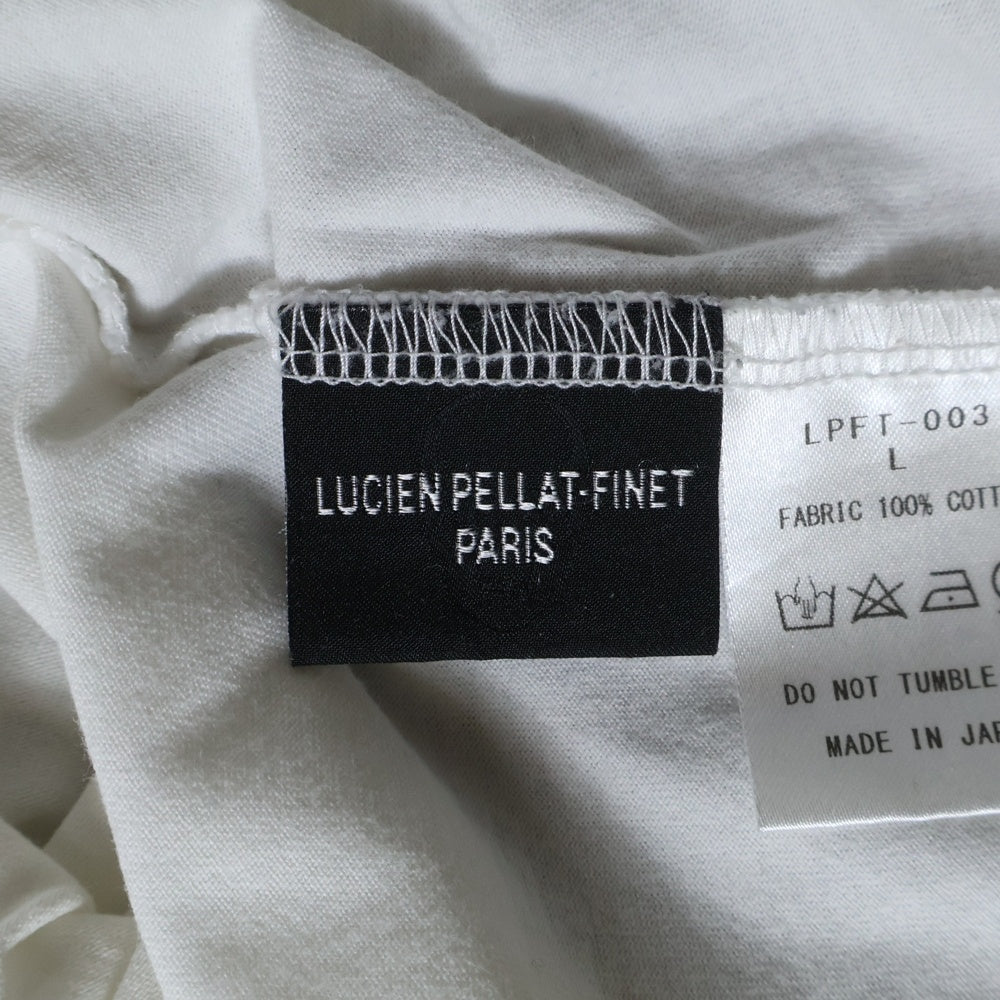 LUCIEN PELLAT-FINET
PARIS
LPFT-003
L
FABRIC 100% COTT
DO NOT TUMBLE
MADE IN JAP